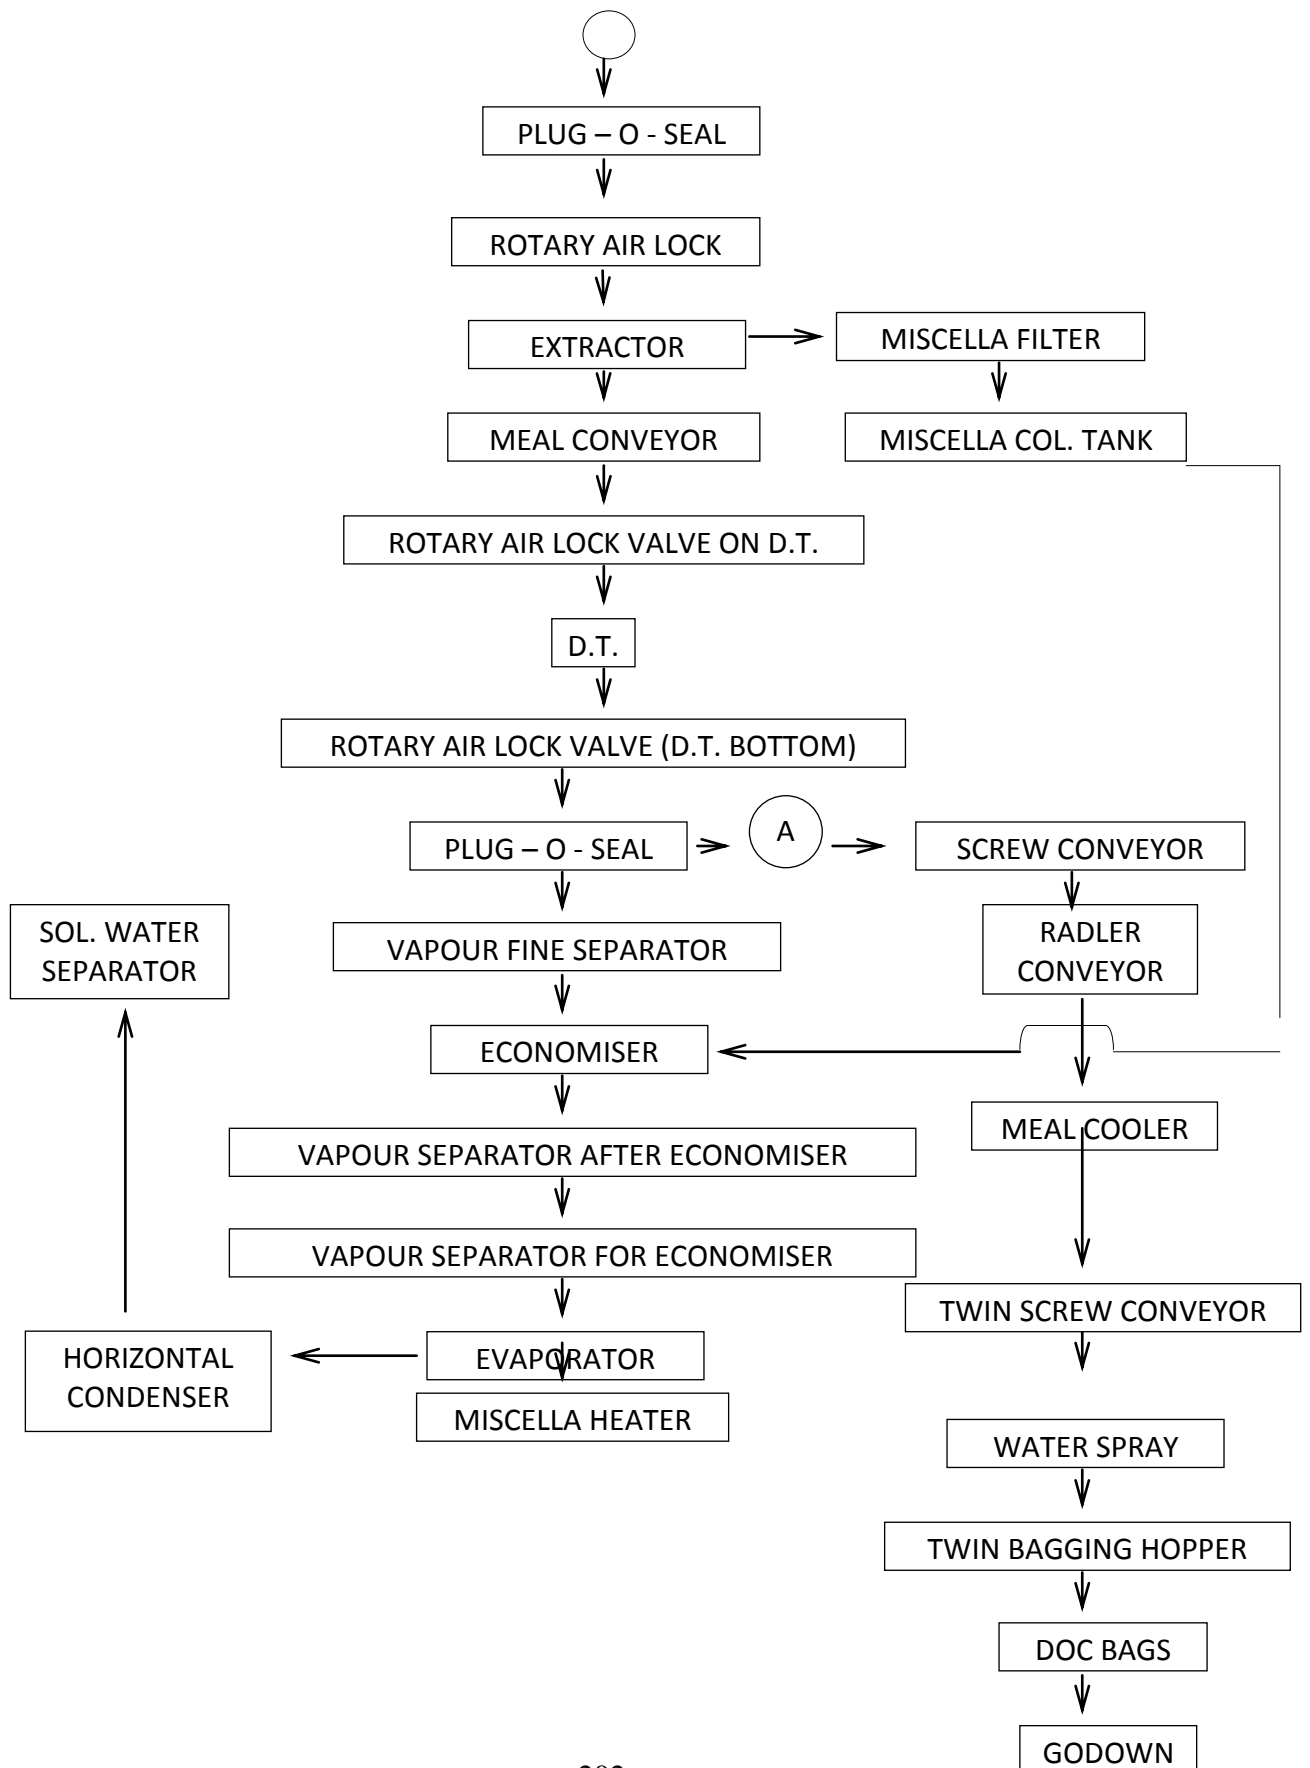 PLUG – O - SEAL
ROTARY AIR LOCK
EXTRACTOR
MISCELLA FILTER
MEAL CONVEYOR
MISCELLA COL. TANK
ROTARY AIR LOCK VALVE ON D.T.
D.T.
ROTARY AIR LOCK VALVE (D.T. BOTTOM)
PLUG – O - SEAL
A
SCREW CONVEYOR
SOL. WATER
SEPARATOR
VAPOUR FINE SEPARATOR
RADLER
CONVEYOR
ECONOMISER
MEAL COOLER
VAPOUR SEPARATOR AFTER ECONOMISER
VAPOUR SEPARATOR FOR ECONOMISER
TWIN SCREW CONVEYOR
HORIZONTAL
CONDENSER
EVAPORATOR
MISCELLA HEATER
WATER SPRAY
TWIN BAGGING HOPPER
DOC BAGS
GODOWN